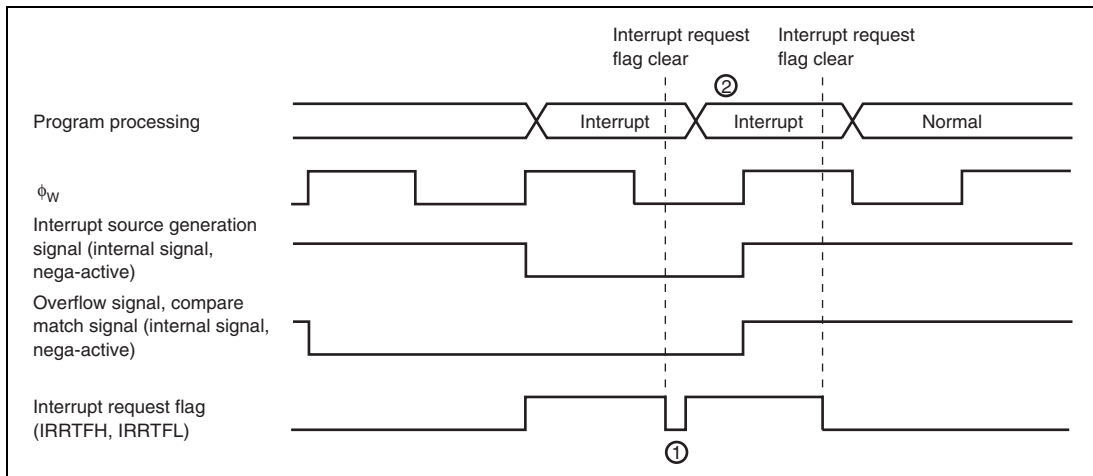 Interrupt request
flag clear
Interrupt request
flag clear
②
Program processing
Interrupt
Interrupt
Normal
ϕW
Interrupt source generation
signal (internal signal,
nega-active)
Overflow signal, compare
match signal (internal signal,
nega-active)
Interrupt request flag
(IRRTFH, IRRTFL)
①